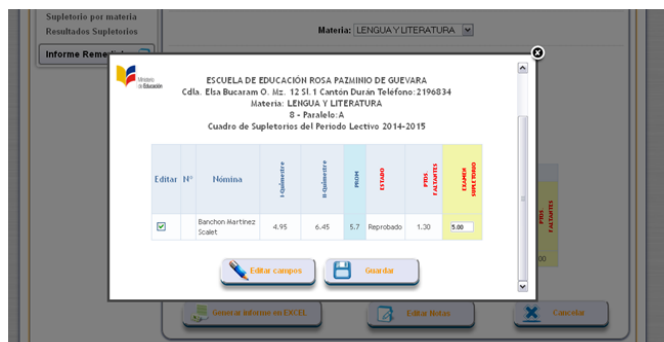 Supletorio por materia
Resultados Supletorios
Materia: LENGUA Y LITERATURA
Informe
Ministerio
de Educación
ESCUELA DE EDUCACIÓN ROSA PAZMINIO DE GUEVARA
Cdla. Elsa Bucaram O. Mz. 12 Sl.1 Cantón Durán Teléfono:2196834
Materia: LENGUA Y LITERATURA
8 - Paralelo:A
Cuadro de Supletorios del Periodo Lectivo 2014-2015
Editar Nº Nómina I-Quimestre II-Quimestre PROM ESTADO PTOS FALTANTES EXAMEN SUPLETORIO
Banchon Martinez Scalet 4.95 6.45 5.7 Reprobado 1.30 5.00
PTOS FALTANTES
Editar campos Guardar
Generar informe en EXCEL Editar Notas Cancelar